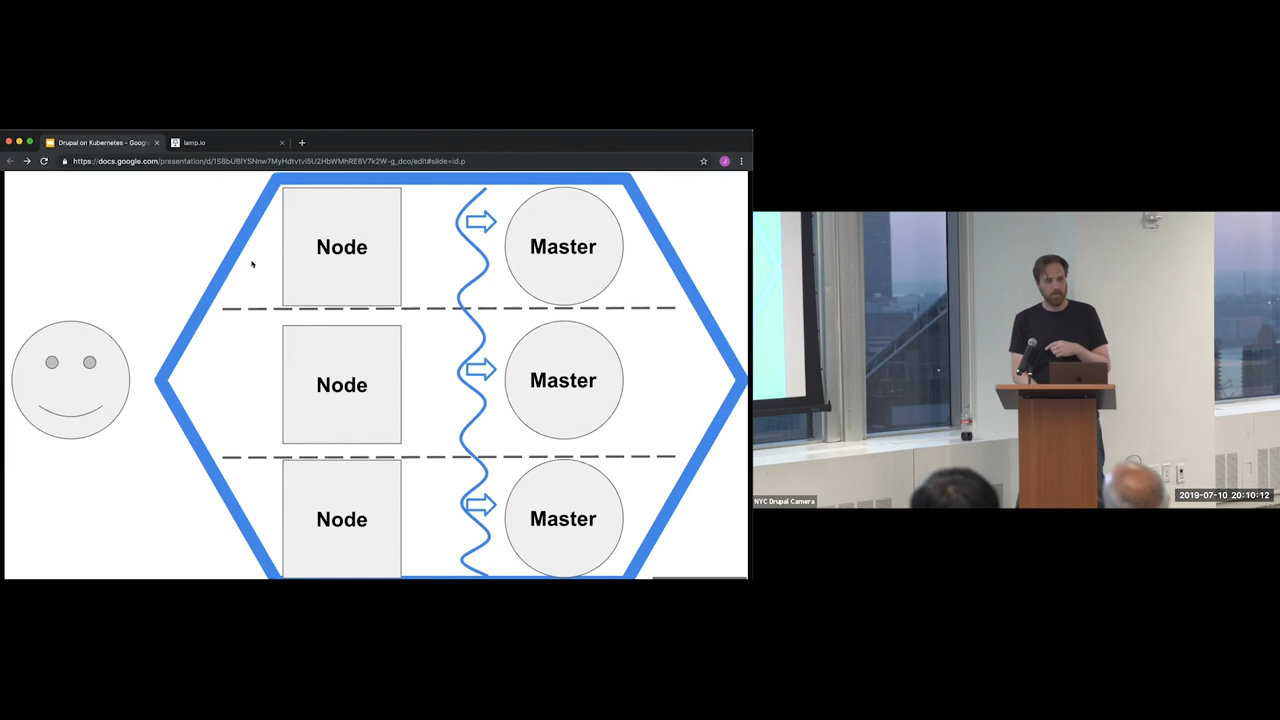 Drupal on Kubernetes - Googl
lamp.io
Node
Master
Node
Master
Node
Master
NYC Drupal Camera
2019-07-10 20:10:12